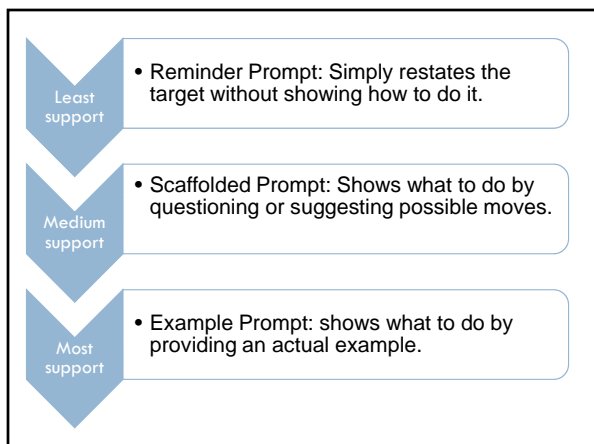 Least
support
• Reminder Prompt: Simply restates the
target without showing how to do it.
Medium
support
• Scaffolded Prompt: Shows what to do by
questioning or suggesting possible moves.
Most
support
• Example Prompt: shows what to do by
providing an actual example.